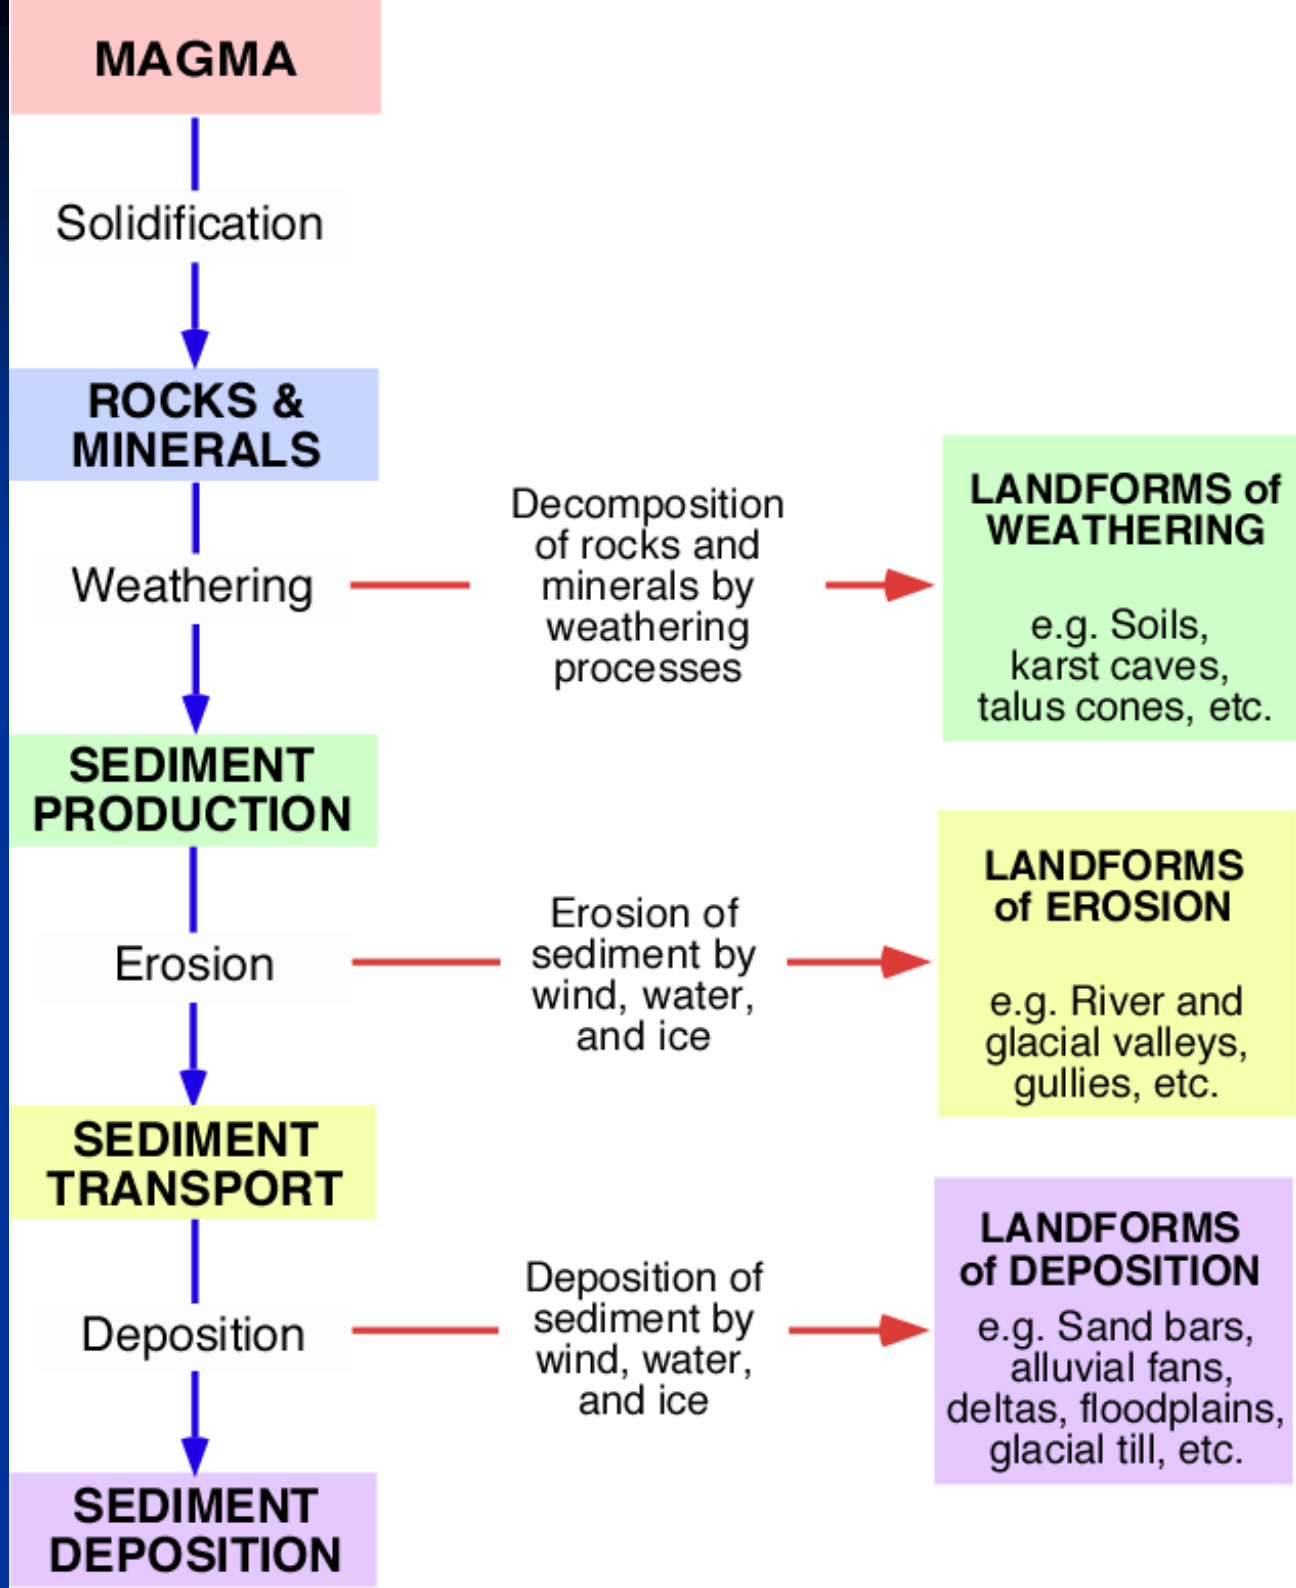 MAGMA
Solidification
ROCKS &
MINERALS
Weathering
Decomposition
of rocks and
minerals by
weathering
processes
LANDFORMS of
WEATHERING
e.g. Soils,
karst caves,
talus cones, etc.
SEDIMENT
PRODUCTION
Erosion
Erosion of
sediment by
wind, water,
and ice
LANDFORMS
of EROSION
e.g. River and
glacial valleys,
gullies, etc.
SEDIMENT
TRANSPORT
Deposition
Deposition of
sediment by
wind, water,
and ice
LANDFORMS
of DEPOSITION
e.g. Sand bars,
alluvial fans,
deltas, floodplains,
glacial till, etc.
SEDIMENT
DEPOSITION